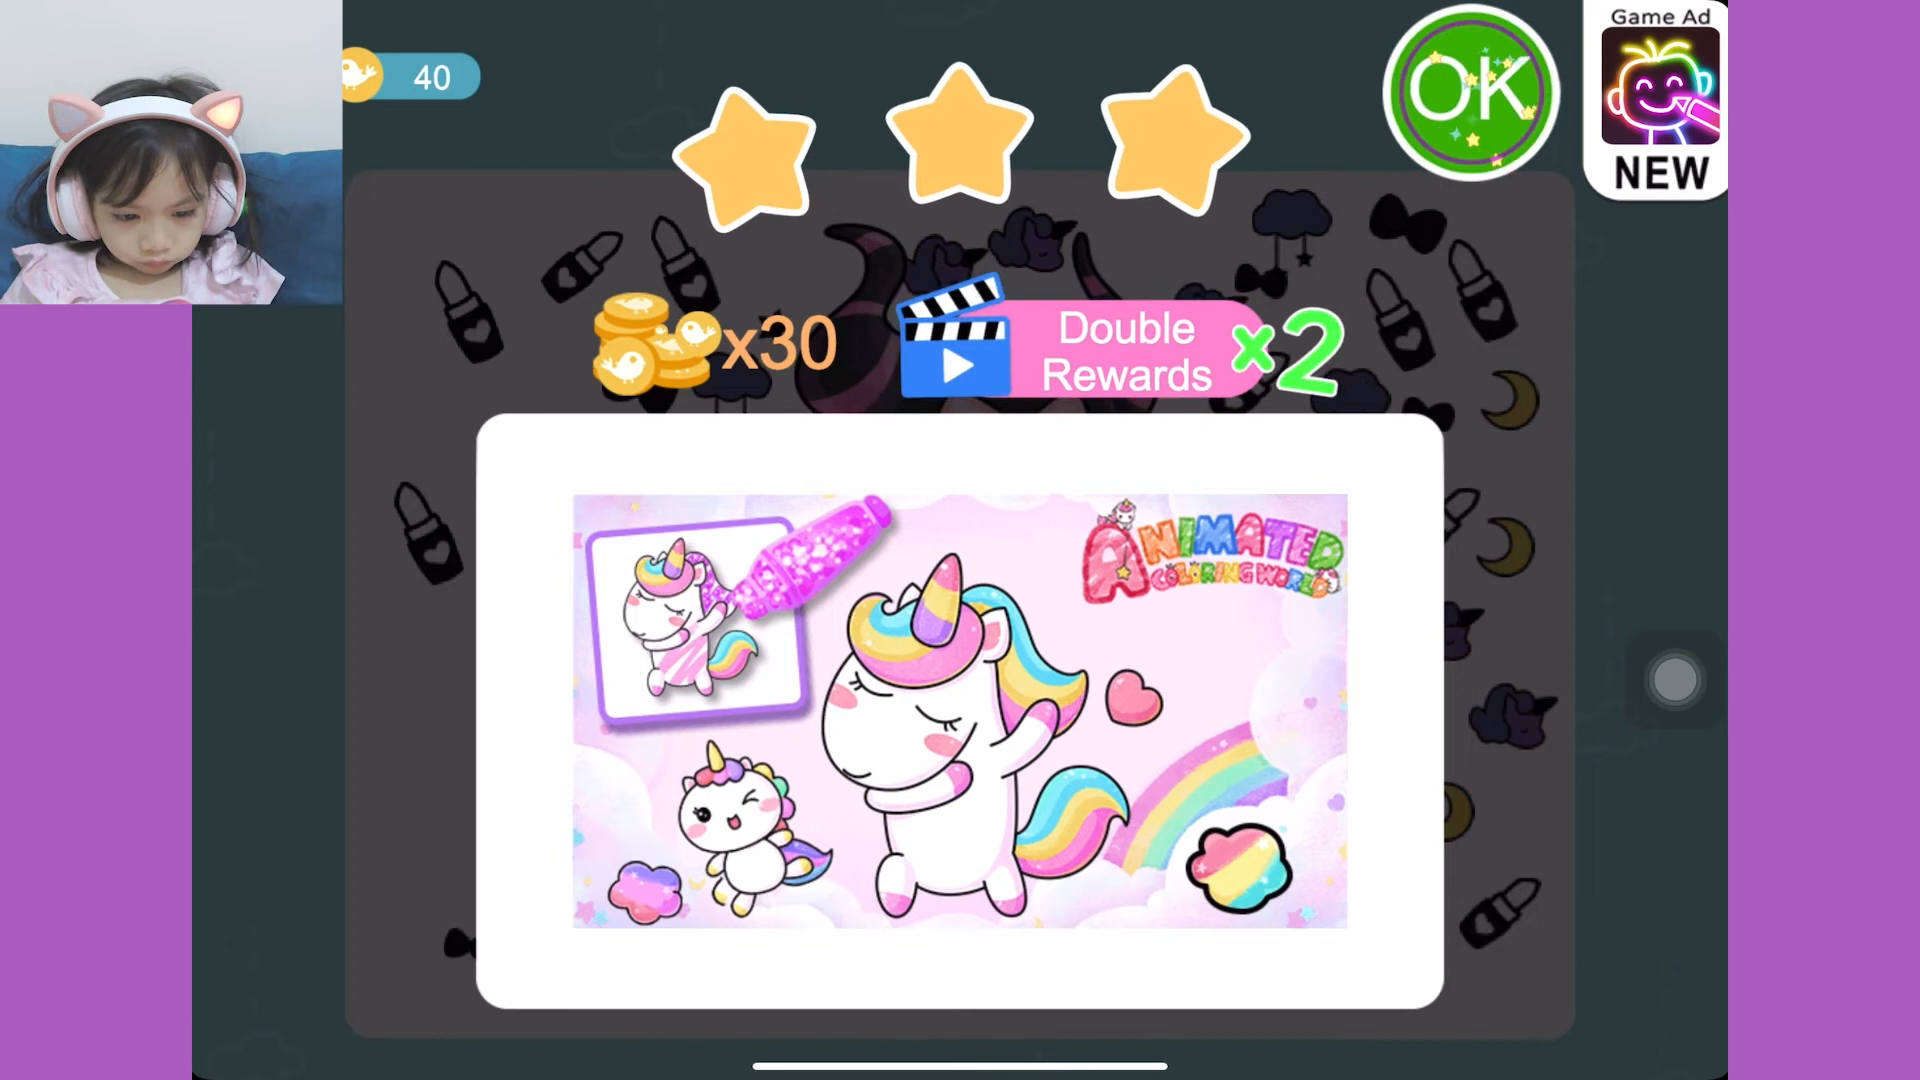 Game Ad
40
OK
NEW
x30
Double
Rewards
x2
ANIMATED
COLORING WORLD